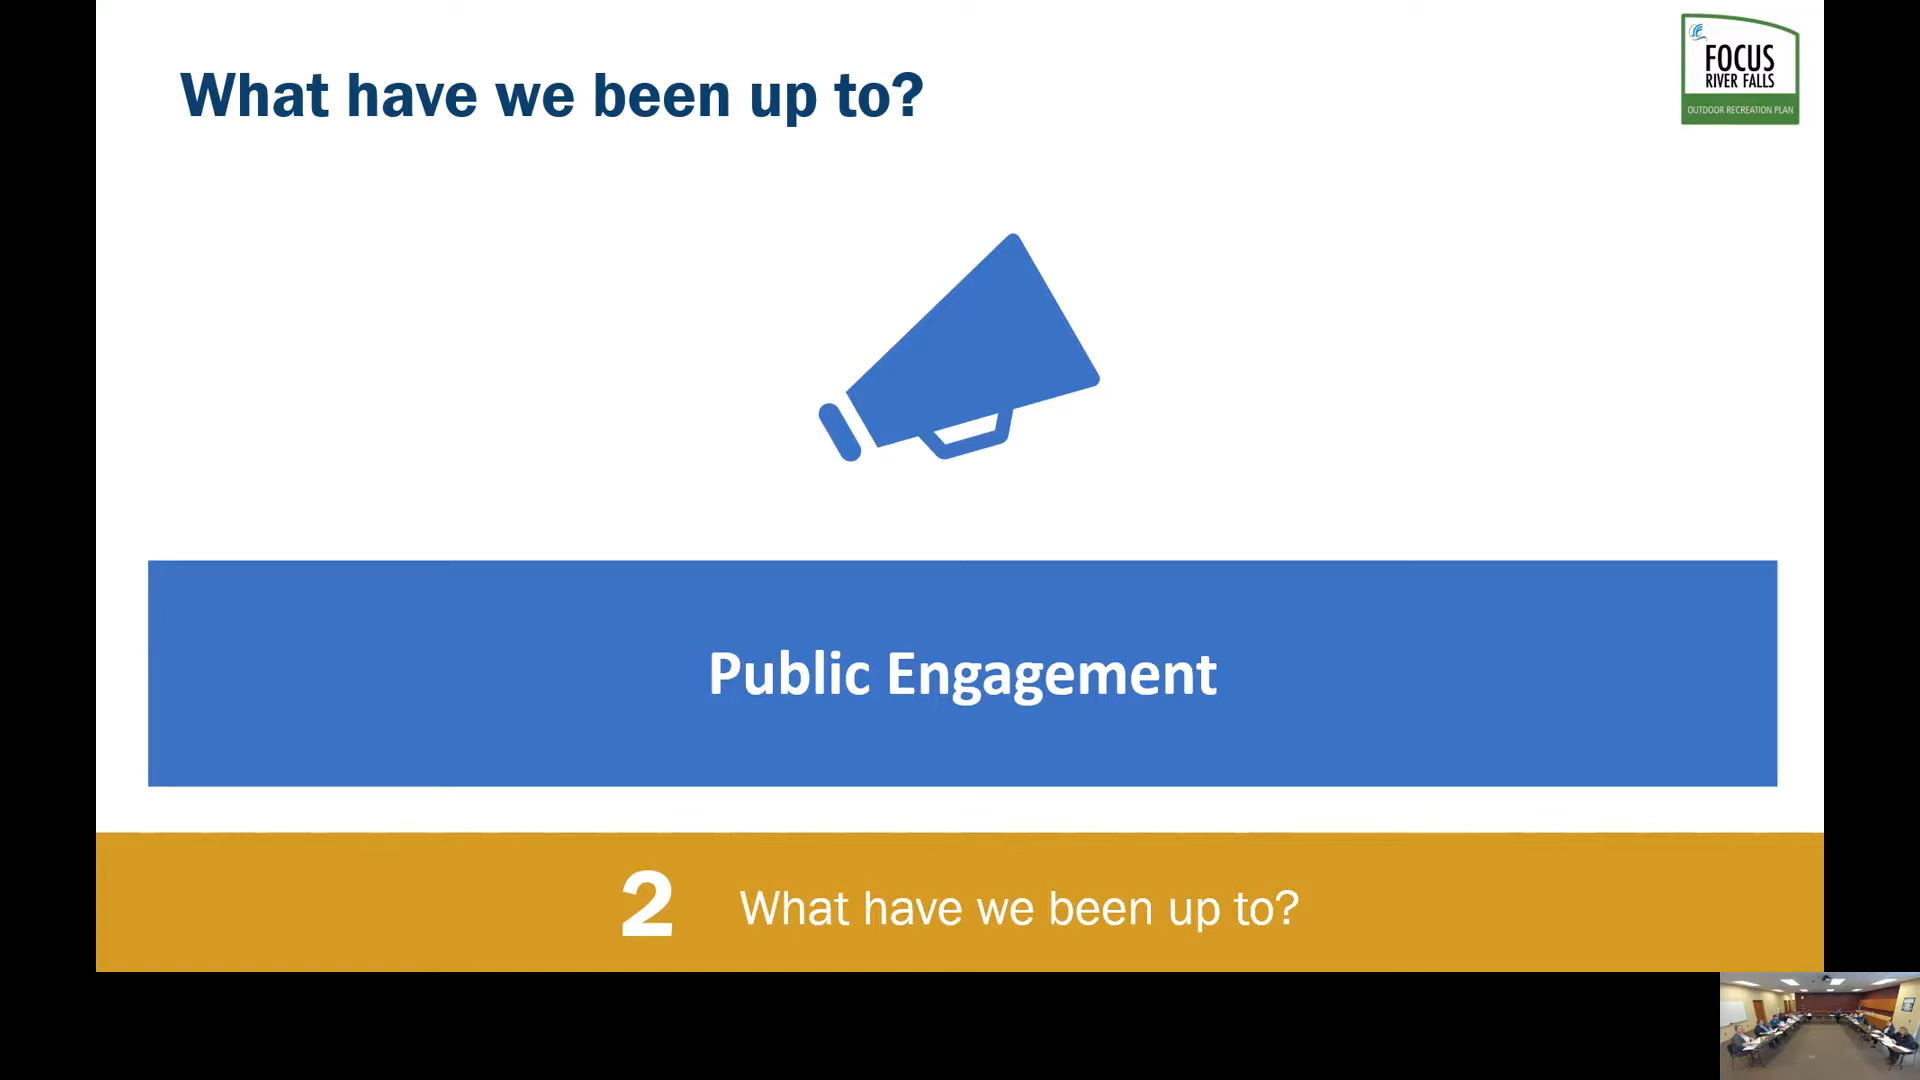 What have we been up to?
FOCUS
RIVER FALLS
OUTDOOR RECREATION PLAN
Public Engagement
2 What have we been up to?